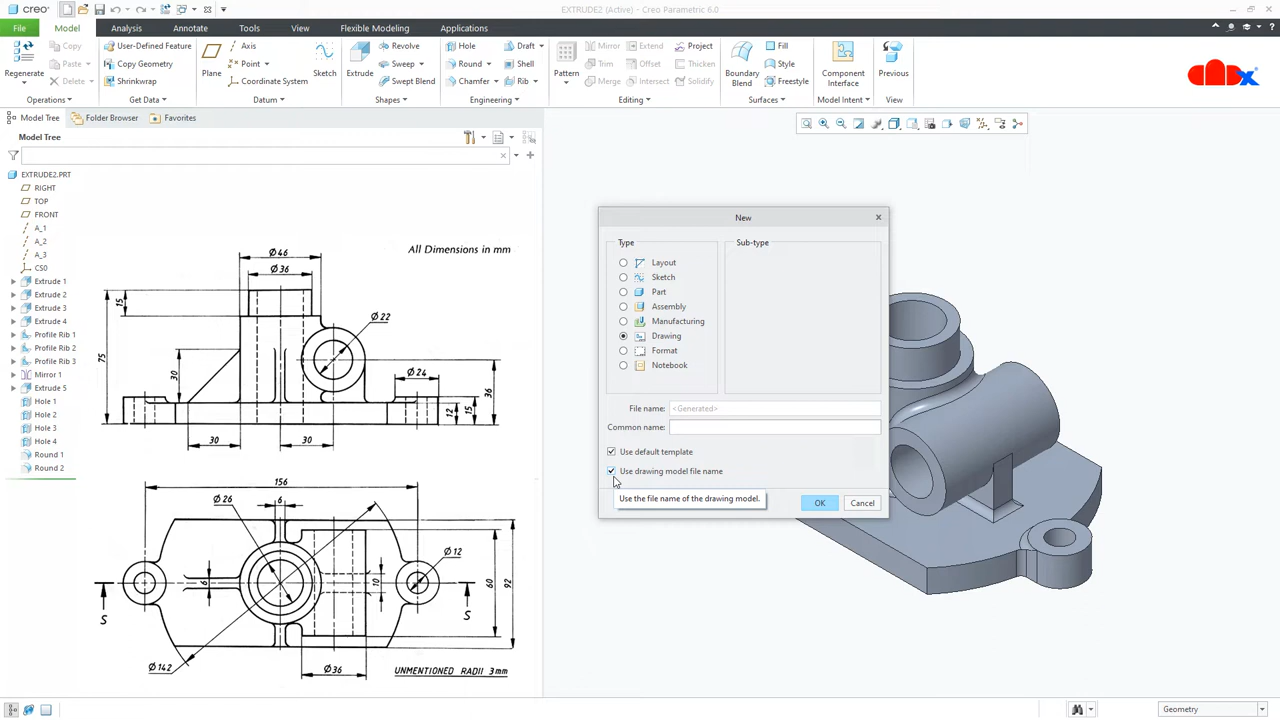 creo
EXTRUDE2 (Active) - Creo Parametric 6.0
File Model Analysis Annotate Tools View Flexible Modeling Applications
Regenerate
Copy
Paste
Delete
Operations
User-Defined Feature
Copy Geometry
Shrinkwrap
Get Data
Plane
Axis
Point
Coordinate System
Sketch
Datum
Extrude
Revolve
Sweep
Swept Blend
Shapes
Hole
Round
Chamfer
Draft
Shell
Rib
Engineering
Pattern
Mirror
Trim
Merge
Extend
Offset
Intersect
Project
Thicken
Solidify
Editing
Boundary
Blend
Fill
Style
Freestyle
Surfaces
Component
Interface
Model Intent
Previous
View
Model Tree Folder Browser Favorites
Model Tree
EXTRUDE2.PRT
RIGHT
TOP
FRONT
A_1
A_2
A_3
CS0
Extrude 1
Extrude 2
Extrude 3
Extrude 4
Profile Rib 1
Profile Rib 2
Profile Rib 3
Mirror 1
Extrude 5
Hole 1
Hole 2
Hole 3
Hole 4
Round 1
Round 2
All Dimensions in mm
Ø46
Ø36
15
Ø22
75
30
Ø24
36
12
15
30
30
156
Ø26
6
Ø12
6
10
60
92
S
S
Ø142
Ø36
UNMENTIONED RADII 3mm
New
Type
Layout
Sketch
Part
Assembly
Manufacturing
Drawing
Format
Notebook
Sub-type
File name: <Generated>
Common name:
Use default template
Use drawing model file name
Use the file name of the drawing model.
OK Cancel
Geometry